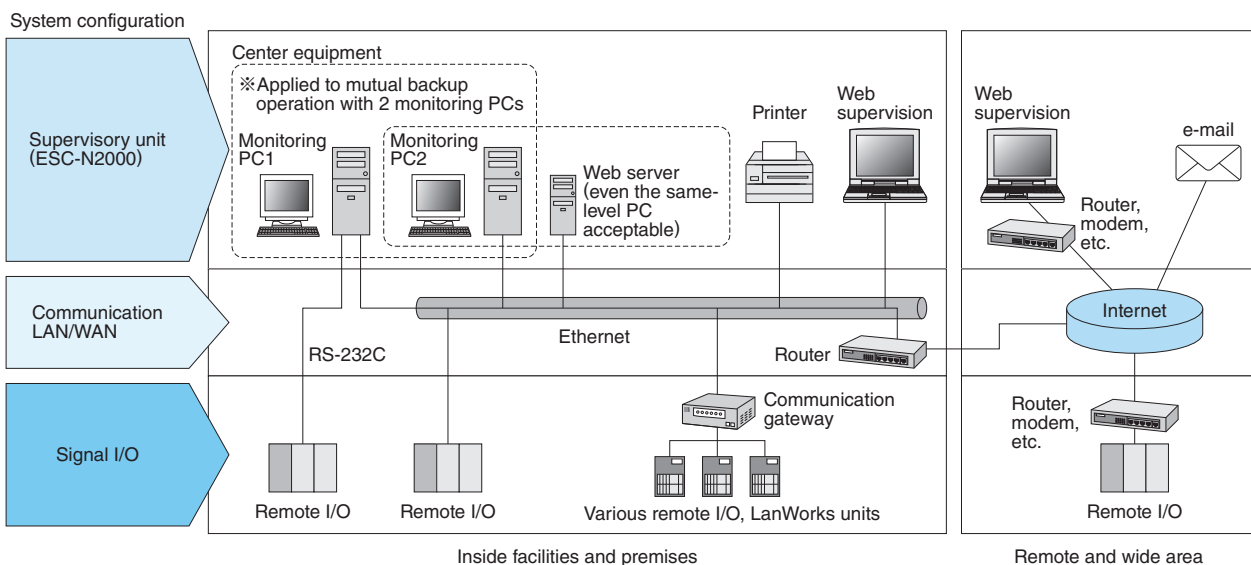 System configuration
Supervisory unit
(ESC-N2000)
Communication
LAN/WAN
Signal I/O
Center equipment
※Applied to mutual backup
operation with 2 monitoring PCs
Monitoring
PC1
Monitoring
PC2
Web server
(even the same-
level PC
acceptable)
Printer
Web
supervision
Web
supervision
e-mail
Router,
modem,
etc.
Ethernet
RS-232C
Router
Internet
Communication
gateway
Router,
modem,
etc.
Remote I/O
Remote I/O
Various remote I/O, LanWorks units
Remote I/O
Inside facilities and premises
Remote and wide area